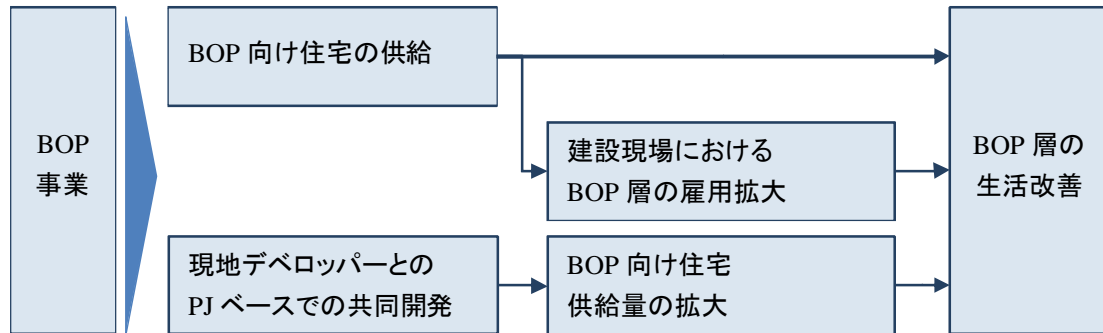 BOP
事業
BOP 向け住宅の供給
建設現場における
BOP 層の雇用拡大
現地デベロッパーとの
PJ ベースでの共同開発
BOP 向け住宅
供給量の拡大
BOP 層の
生活改善